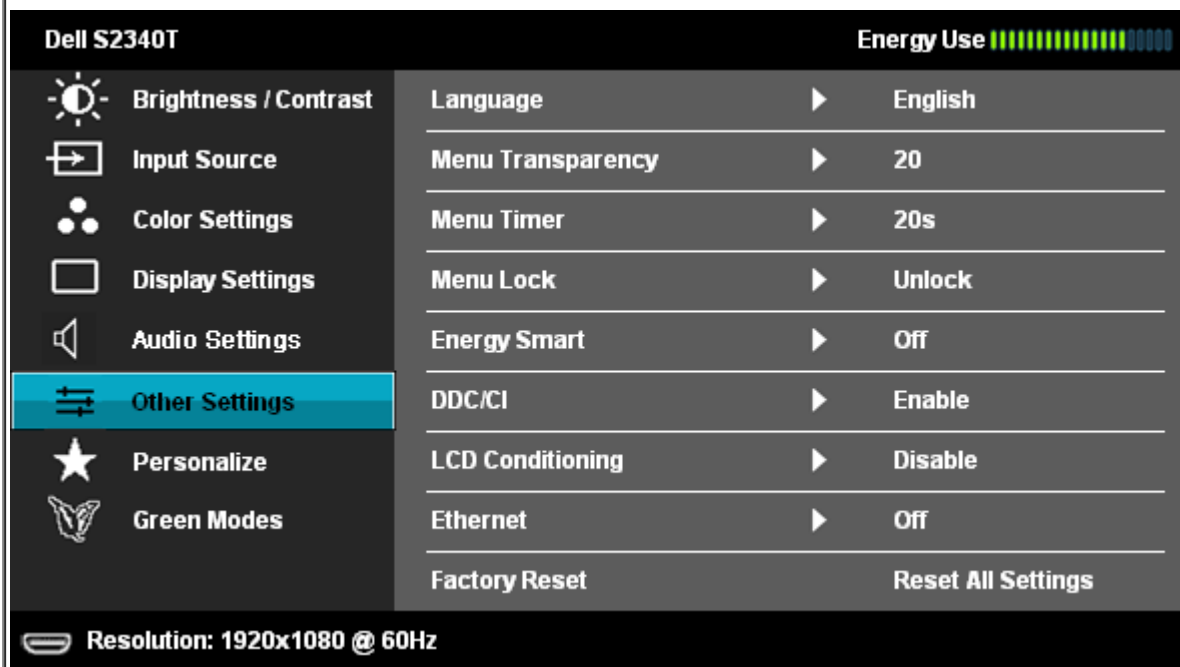 Dell S2340T Energy Use
Brightness / Contrast
Input Source
Color Settings
Display Settings
Audio Settings
Other Settings
Personalize
Green Modes
Language English
Menu Transparency 20
Menu Timer 20s
Menu Lock Unlock
Energy Smart Off
DDC/CI Enable
LCD Conditioning Disable
Ethernet Off
Factory Reset Reset All Settings
Resolution: 1920x1080 @ 60Hz